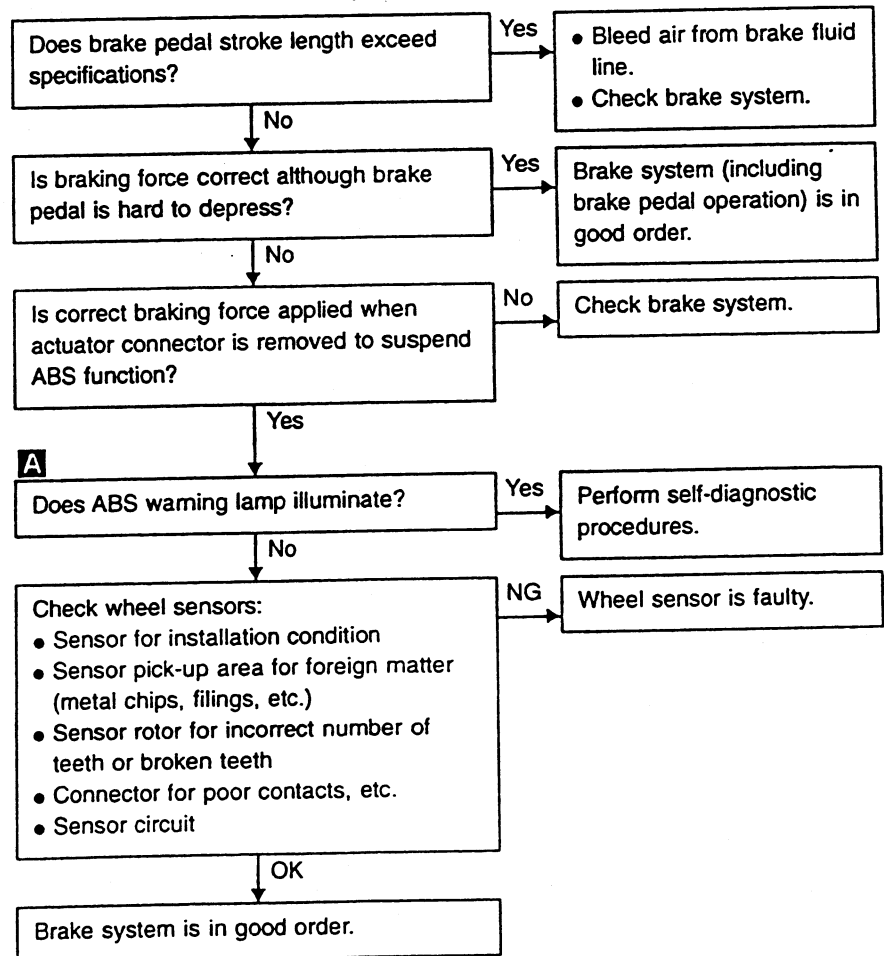 Does brake pedal stroke length exceed
specifications?
Yes
• Bleed air from brake fluid
line.
• Check brake system.
No
Is braking force correct although brake
pedal is hard to depress?
Yes
Brake system (including
brake pedal operation) is in
good order.
No
Is correct braking force applied when
actuator connector is removed to suspend
ABS function?
No
Check brake system.
Yes
A
Does ABS warning lamp illuminate?
Yes
Perform self-diagnostic
procedures.
No
Check wheel sensors:
• Sensor for installation condition
• Sensor pick-up area for foreign matter
(metal chips, filings, etc.)
• Sensor rotor for incorrect number of
teeth or broken teeth
• Connector for poor contacts, etc.
• Sensor circuit
NG
Wheel sensor is faulty.
OK
Brake system is in good order.